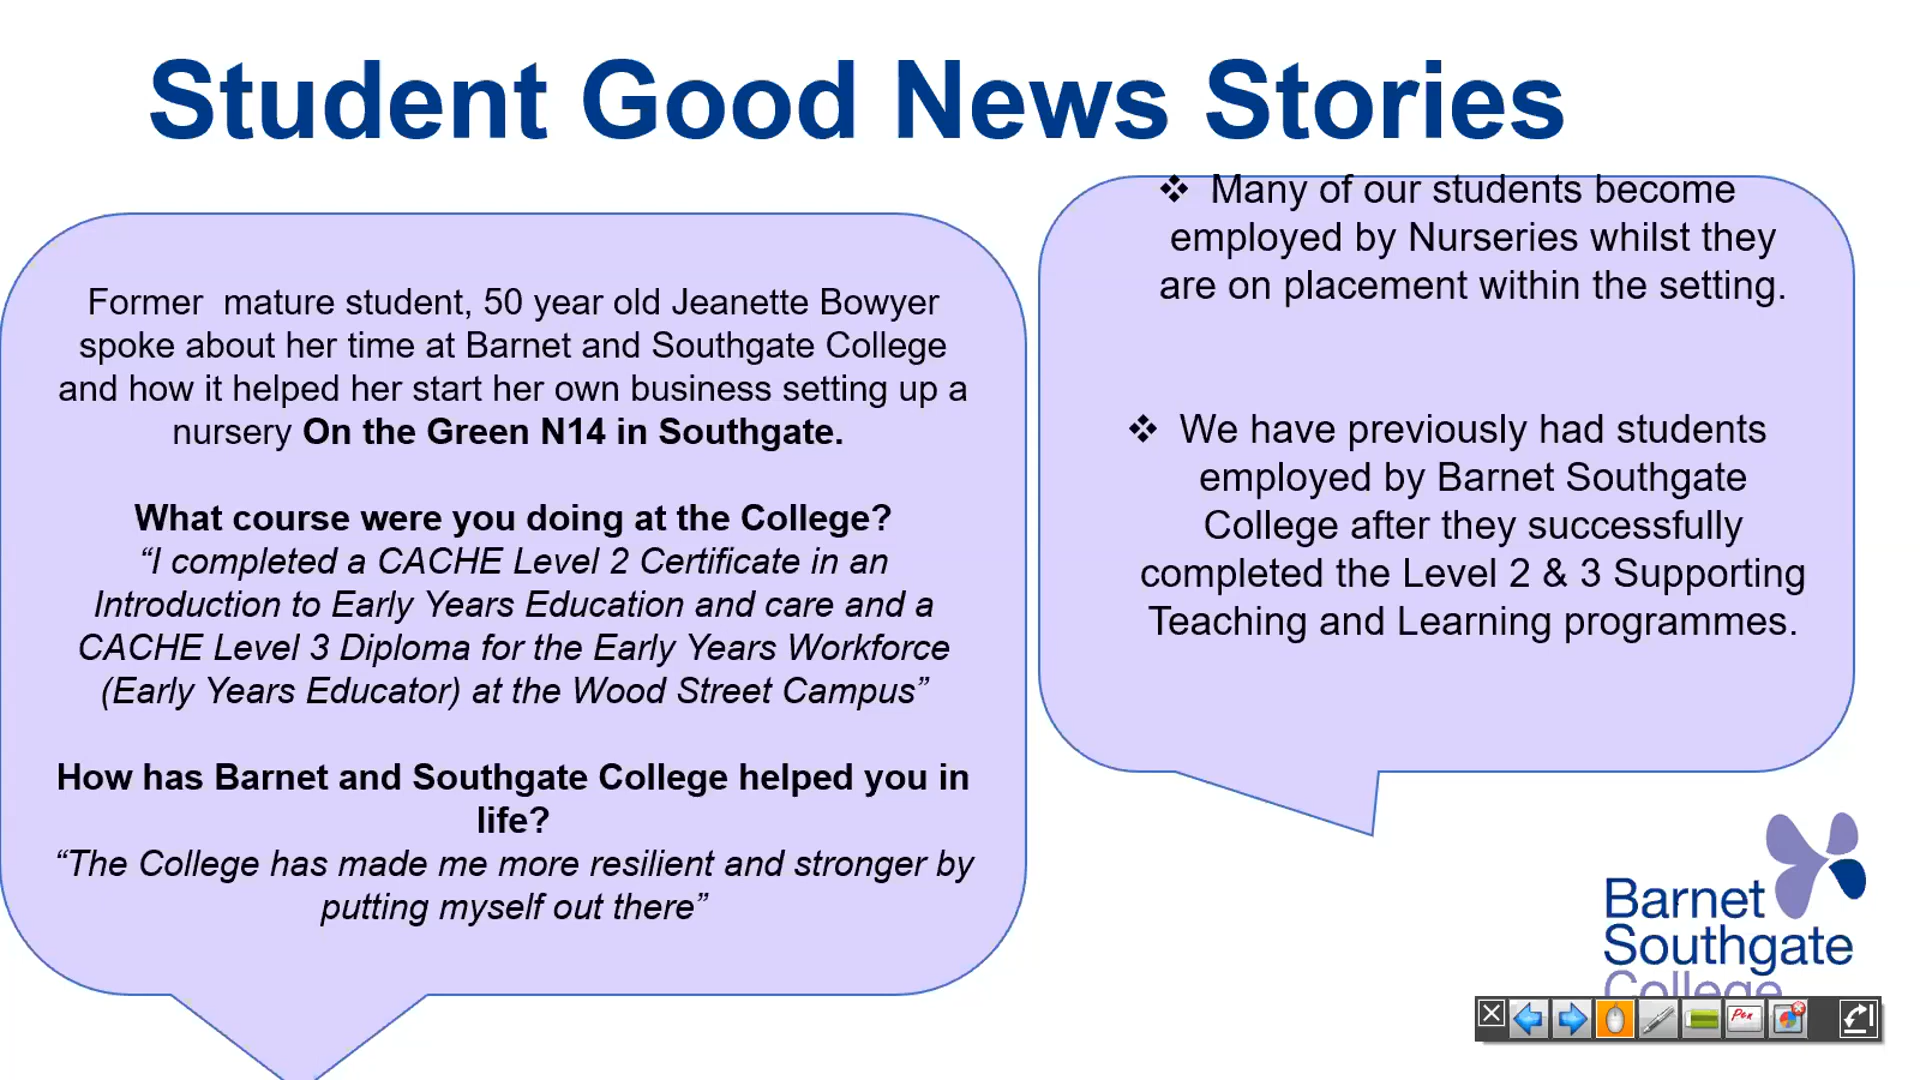 Student Good News Stories
Former  mature student, 50 year old Jeanette Bowyer
spoke about her time at Barnet and Southgate College
and how it helped her start her own business setting up a
nursery On the Green N14 in Southgate.
What course were you doing at the College?
“I completed a CACHE Level 2 Certificate in an
Introduction to Early Years Education and care and a
CACHE Level 3 Diploma for the Early Years Workforce
(Early Years Educator) at the Wood Street Campus”
How has Barnet and Southgate College helped you in
life?
“The College has made me more resilient and stronger by
putting myself out there”
❖ Many of our students become
employed by Nurseries whilst they
are on placement within the setting.
❖ We have previously had students
employed by Barnet Southgate
College after they successfully
completed the Level 2 & 3 Supporting
Teaching and Learning programmes.
Barnet
Southgate
College
Pen